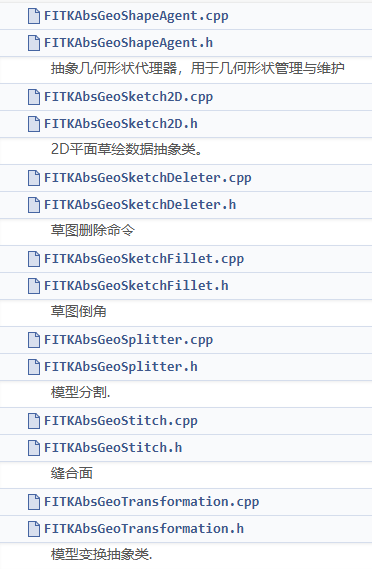 FITKAbsGeoShapeAgent.cpp
FITKAbsGeoShapeAgent.h
抽象几何形状代理器，用于几何形状管理与维护
FITKAbsGeoSketch2D.cpp
FITKAbsGeoSketch2D.h
2D平面草绘数据抽象类。
FITKAbsGeoSketchDeleter.cpp
FITKAbsGeoSketchDeleter.h
草图删除命令
FITKAbsGeoSketchFillet.cpp
FITKAbsGeoSketchFillet.h
草图倒角
FITKAbsGeoSplitter.cpp
FITKAbsGeoSplitter.h
模型分割.
FITKAbsGeoStitch.cpp
FITKAbsGeoStitch.h
缝合面
FITKAbsGeoTransformation.cpp
FITKAbsGeoTransformation.h
模型变换抽象类.